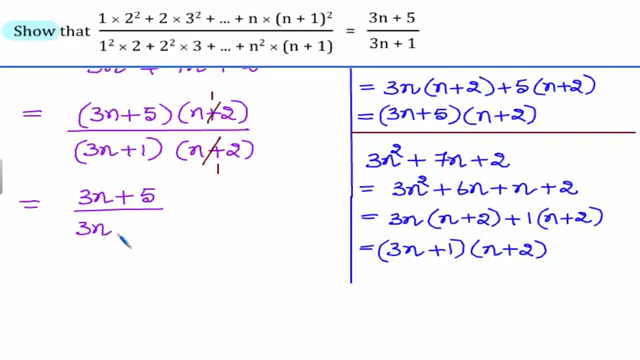 Show that (1 × 2² + 2 × 3² + ... + n × (n + 1)²) / (1² × 2 + 2² × 3 + ... + n² × (n + 1)) = (3n + 5) / (3n + 1)
= (3n+5) (n+2) / (3n+1) (n+2)
1
1
= 3n+5 / 3n
= 3n(n+2)+5(n+2)
= (3n+5)(n+2)
3n² + 7n + 2
= 3n² + 6n + n + 2
= 3n(n+2) + 1(n+2)
= (3n+1)(n+2)